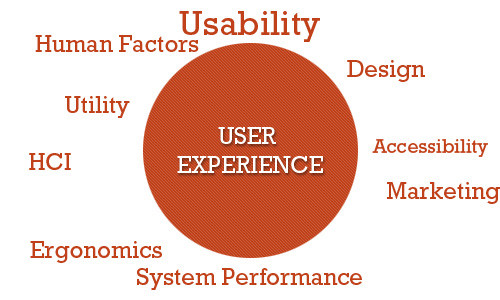 Usability
Human Factors
Design
Utility
USER
EXPERIENCE
Accessibility
HCI
Marketing
Ergonomics
System Performance